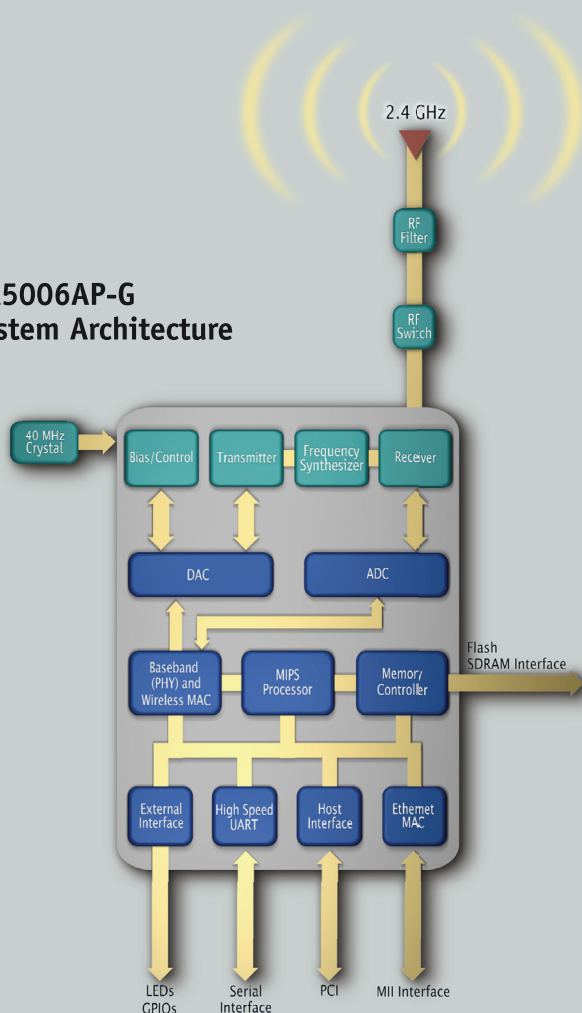 2.4 GHz
RF
Filter
5006AP-G
stem Architecture
RF
Switch
40 MHz
Crystal
Bias/Control
Transmitter
Frequency
Synthesizer
Receiver
DAC
ADC
Baseband
(PHY) and
Wireless MAC
MIPS
Processor
Memory
Controller
Flash
SDRAM Interface
External
Interface
High Speed
UART
Host
Interface
Ethernet
MAC
LEDs
GPIOs
Serial
Interface
PCI
MII Interface